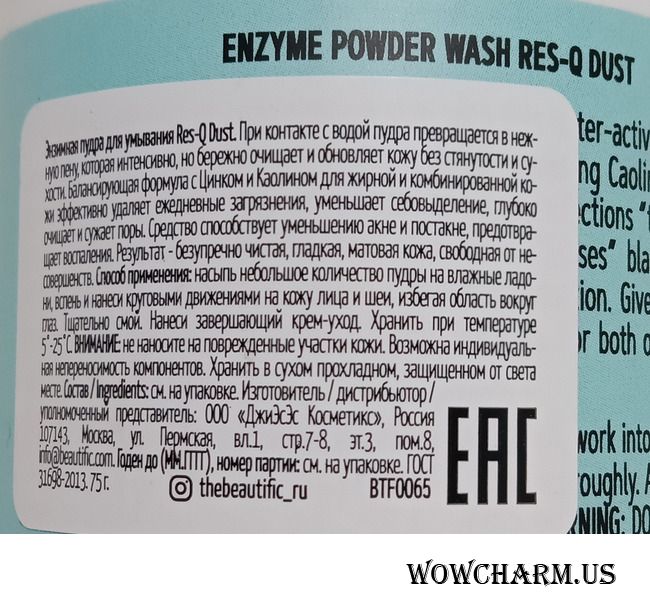 ENZYME POWDER WASH RES-Q DUST
Энзимная пудра для умывания Res-Q Dust. При контакте с водой пудра превращается в неж-
ную пену, которая интенсивно, но бережно очищает и обновляет кожу без стянутости и су-
хости. Балансирующая формула с Цинком и Каолином для жирной и комбинированной ко-
жи эффективно удаляет ежедневные загрязнения, уменьшает себовыделение, глубоко
очищает и сужает поры. Средство способствует уменьшению акне и постакне, предотвра-
щает воспаления. Результат - безупречно чистая, гладкая, матовая кожа, свободная от не-
совершенств. Способ применения: насыпь небольшое количество пудры на влажные ладо-
ни, вспень и нанеси круговыми движениями на кожу лица и шеи, избегая область вокруг
глаз. Тщательно смой. Нанеси завершающий крем-уход. Хранить при температуре
5°-25°С. ВНИМАНИЕ: не наносите на поврежденные участки кожи. Возможна индивидуаль-
ная непереносимость компонентов. Хранить в сухом прохладном, защищенном от света
месте. Состав / Ingredients: см. на упаковке. Изготовитель / дистрибьютор /
уполномоченный представитель: ООО «ДжиЭсЭс Косметикс», Россия
107143, Москва, ул. Пермская, вл.1, стр.7-8, эт.3, пом.8,
info@beautific.com. Годен до (ММ.ГГГГ), номер партии: см. на упаковке. ГОСТ
31698-2013. 75 г.
thebeautific_ru BTF0065
EAC
ter-activ
ng Caoli
ctions "
ses" bla
ion. Give
r both
work into
oughly. A
NING: DO
WOWCHARM.US